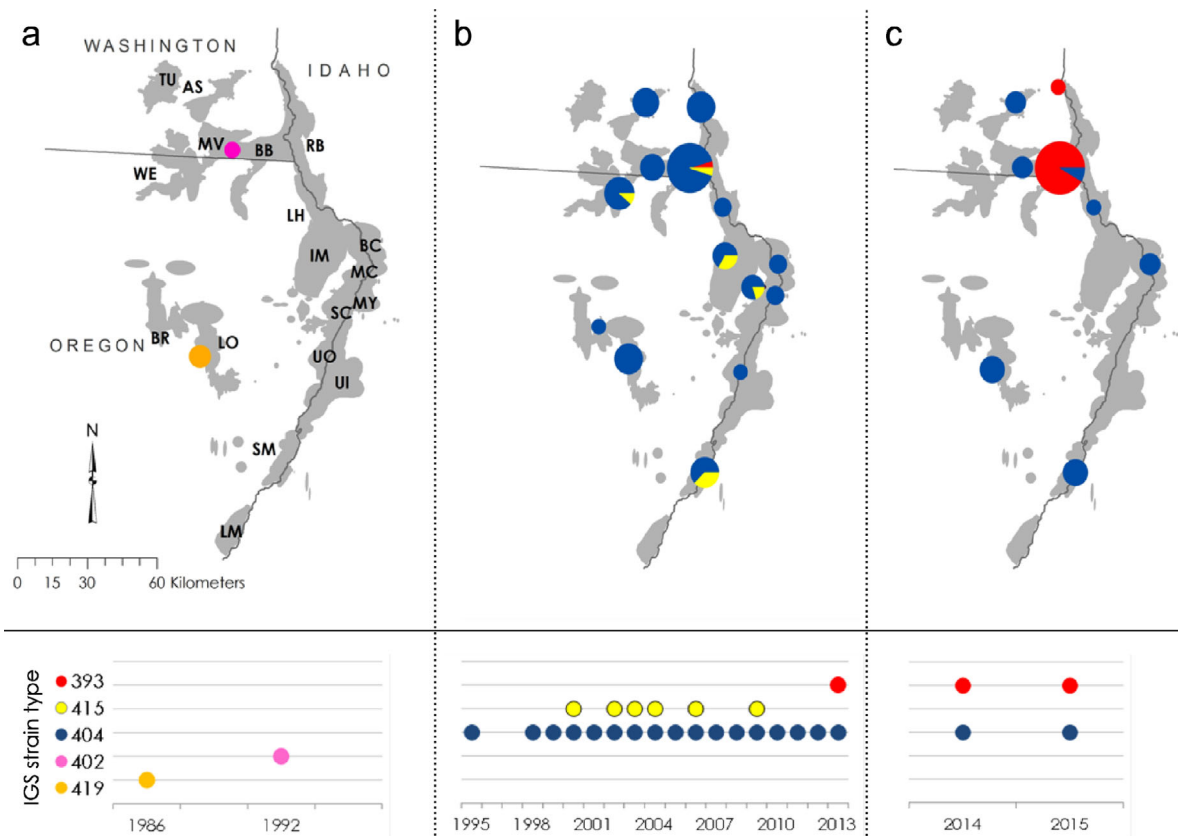 a
b
c
WASHINGTON
IDAHO
TU
AS
MV
BB
RB
WE
LH
BC
IM
MC
MY
SC
BR
LO
OREGON
UO
UI
N
SM
LM
0 15 30 60 Kilometers
IGS strain type
393
415
404
402
419
1986 1992
1995 1998 2001 2004 2007 2010 2013
2014 2015